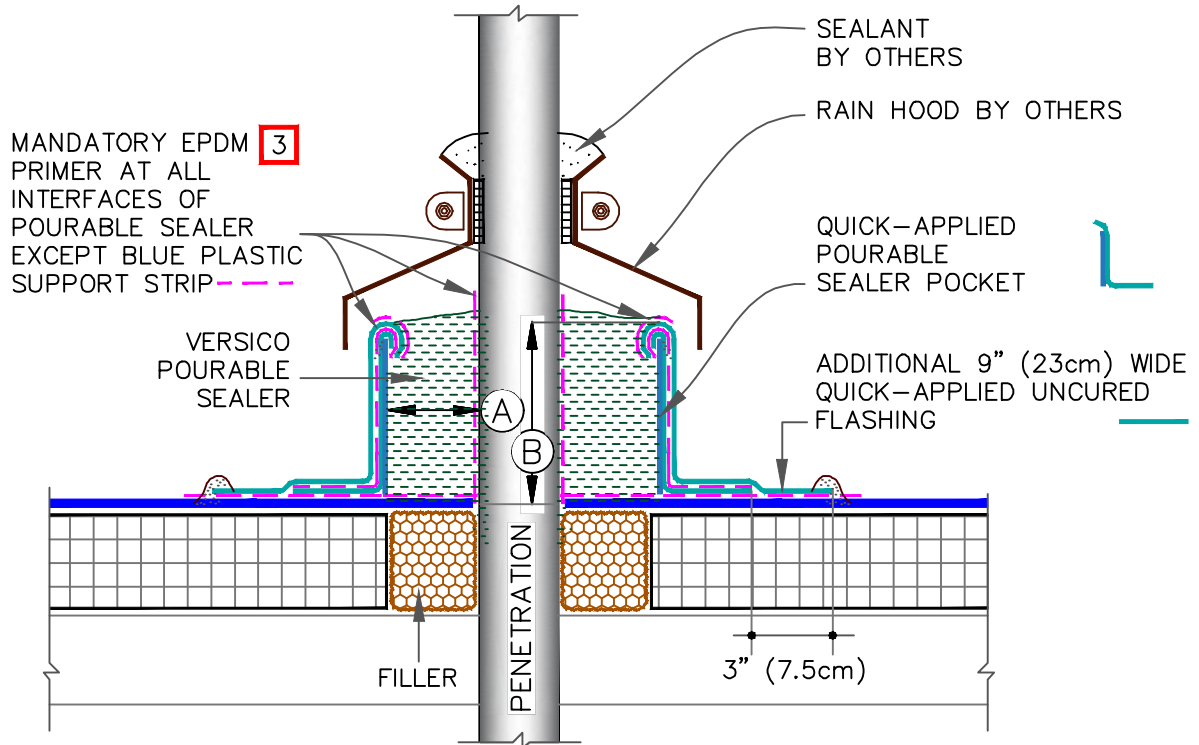 SEALANT
BY OTHERS
RAIN HOOD BY OTHERS
MANDATORY EPDM 3
PRIMER AT ALL
INTERFACES OF
POURABLE SEALER
EXCEPT BLUE PLASTIC
SUPPORT STRIP
QUICK-APPLIED
POURABLE
SEALER POCKET
VERSICO
POURABLE
SEALER
ADDITIONAL 9" (23cm) WIDE
QUICK-APPLIED UNCURED
FLASHING
A
B
PENETRATION
FILLER
3" (7.5cm)